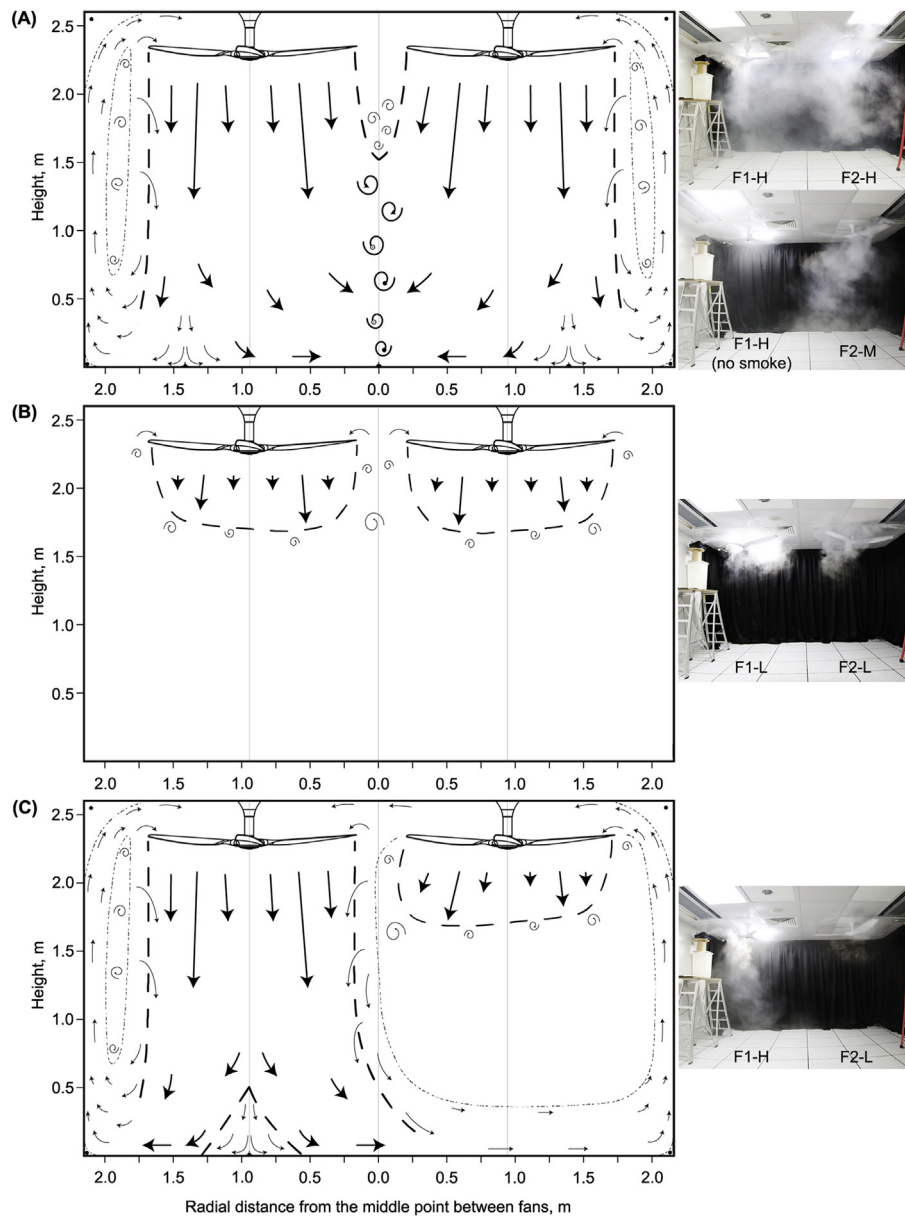 (A)
2.5
2.0
1.5
1.0
0.5
Height, m
2.0 1.5 1.0 0.5 0.0 0.5 1.0 1.5 2.0
F1-H F2-H
F1-H
(no smoke) F2-M
(B)
2.5
2.0
1.5
1.0
0.5
Height, m
2.0 1.5 1.0 0.5 0.0 0.5 1.0 1.5 2.0
F1-L F2-L
(C)
2.5
2.0
1.5
1.0
0.5
Height, m
2.0 1.5 1.0 0.5 0.0 0.5 1.0 1.5 2.0
F1-H F2-L
Radial distance from the middle point between fans, m